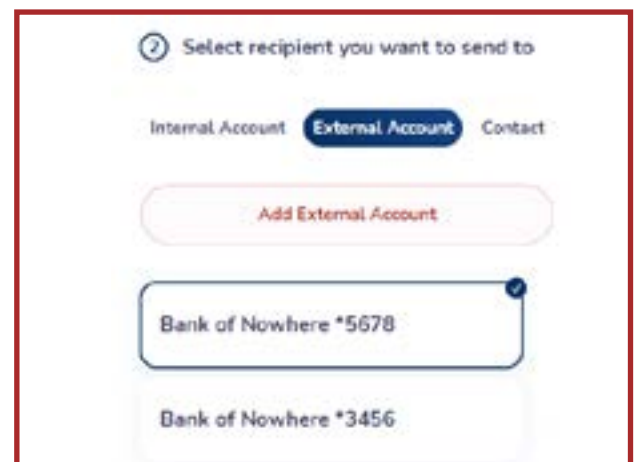 2 Select recipient you want to send to
Internal Account External Account Contact
Add External Account
Bank of Nowhere *5678
Bank of Nowhere *3456